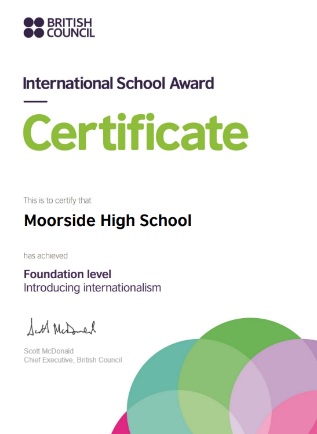 BRITISH
COUNCIL
International School Award
Certificate
This is to certify that
Moorside High School
has achieved
Foundation level
Introducing internationalism
Scott McDonald
Scott McDonald
Chief Executive, British Council